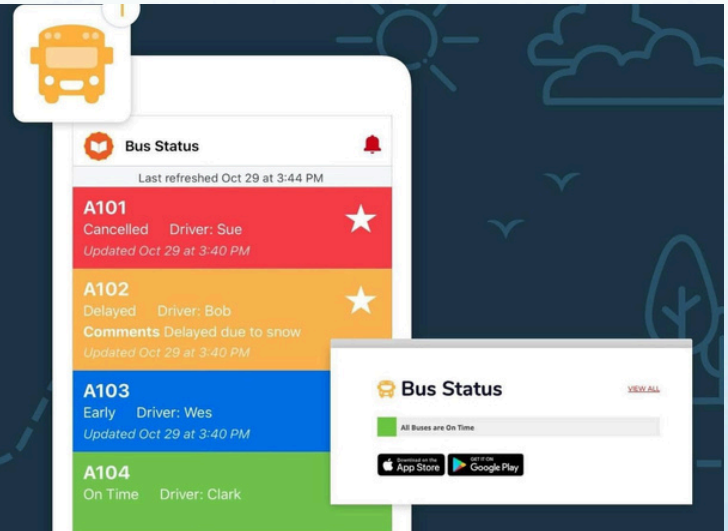 Bus Status
Last refreshed Oct 29 at 3:44 PM
A101
Cancelled Driver: Sue
Updated Oct 29 at 3:40 PM
A102
Delayed Driver: Bob
Comments Delayed due to snow
Updated Oct 29 at 3:40 PM
A103
Early Driver: Wes
Updated Oct 29 at 3:40 PM
A104
On Time Driver: Clark
Bus Status
VIEW ALL
All Buses are On Time
Download on the
App Store
GET IT ON
Google Play